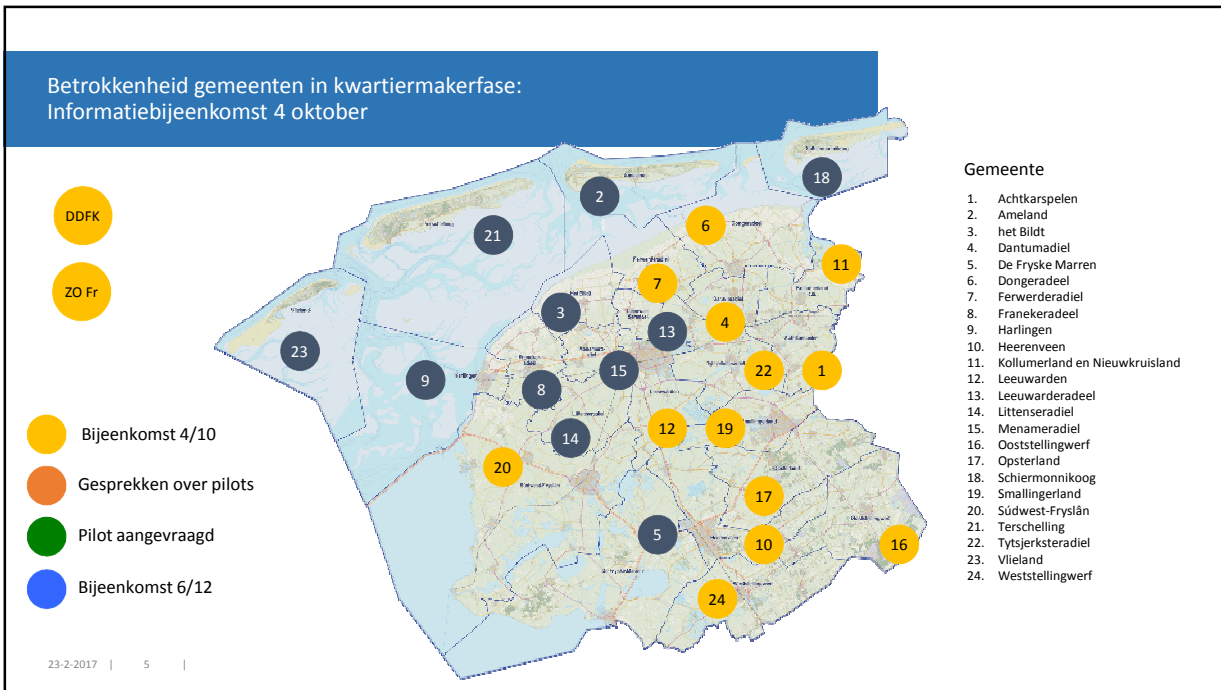 Betrokkenheid gemeenten in kwartiermakerfase:
Informatiebijeenkomst 4 oktober
DDFK
ZO Fr
Bijeenkomst 4/10
Gesprekken over pilots
Pilot aangevraagd
Bijeenkomst 6/12
18
2
21
6
11
7
3
13
4
23
9
8
15
22
1
14
12
19
20
17
5
10
16
24
Gemeente
1. Achtkarspelen
2. Ameland
3. het Bildt
4. Dantumadiel
5. De Fryske Marren
6. Dongeradeel
7. Ferwerderadiel
8. Franekeradeel
9. Harlingen
10. Heerenveen
11. Kollumerland en Nieuwkruisland
12. Leeuwarden
13. Leeuwarderadeel
14. Littenseradiel
15. Menameradiel
16. Ooststellingwerf
17. Opsterland
18. Schiermonnikoog
19. Smallingerland
20. Súdwest-Fryslân
21. Terschelling
22. Tytsjerksteradiel
23. Vlieland
24. Weststellingwerf
23-2-2017 | 5 |